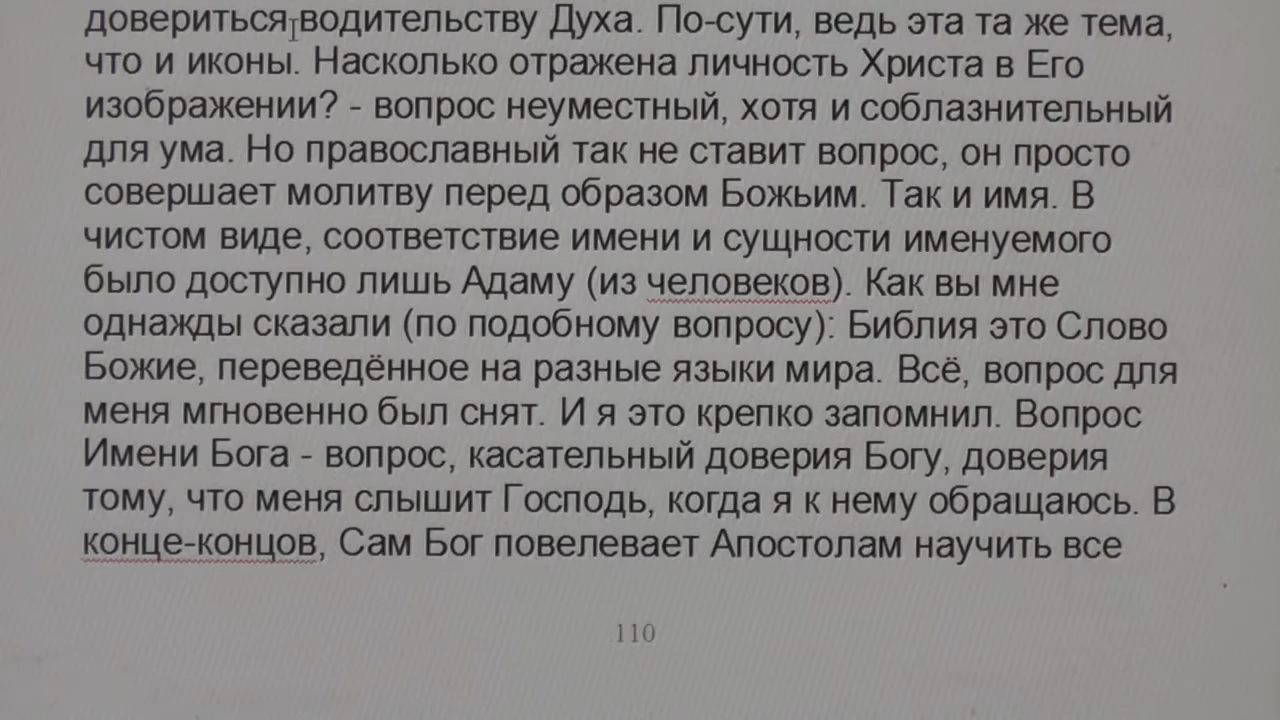 довериться водительству Духа. По-сути, ведь эта та же тема,
что и иконы. Насколько отражена личность Христа в Его
изображении? - вопрос неуместный, хотя и соблазнительный
для ума. Но православный так не ставит вопрос, он просто
совершает молитву перед образом Божьим. Так и имя. В
чистом виде, соответствие имени и сущности именуемого
было доступно лишь Адаму (из человеков). Как вы мне
однажды сказали (по подобному вопросу): Библия это Слово
Божие, переведённое на разные языки мира. Всё, вопрос для
меня мгновенно был снят. И я это крепко запомнил. Вопрос
Имени Бога - вопрос, касательный доверия Богу, доверия
тому, что меня слышит Господь, когда я к нему обращаюсь. В
конце-концов, Сам Бог повелевает Апостолам научить все
110